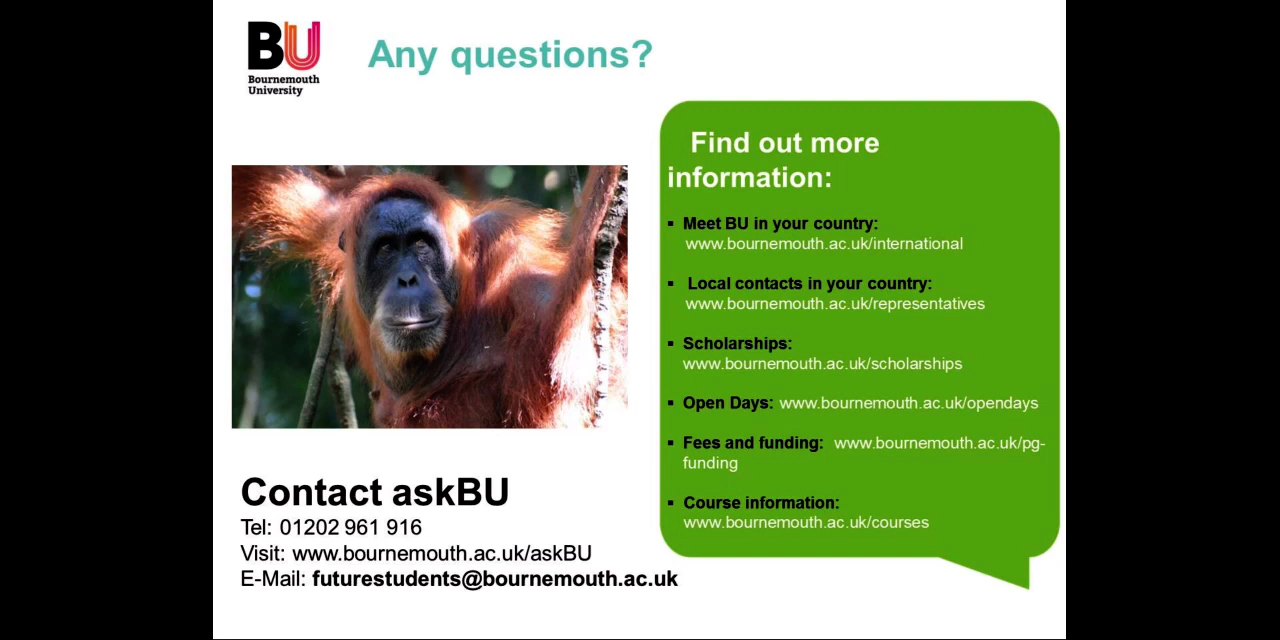 BU
Bournemouth
University
Any questions?
Find out more
information:
▪ Meet BU in your country:
www.bournemouth.ac.uk/international
▪ Local contacts in your country:
www.bournemouth.ac.uk/representatives
▪ Scholarships:
www.bournemouth.ac.uk/scholarships
▪ Open Days: www.bournemouth.ac.uk/opendays
▪ Fees and funding: www.bournemouth.ac.uk/pg-
funding
▪ Course information:
www.bournemouth.ac.uk/courses
Contact askBU
Tel: 01202 961 916
Visit: www.bournemouth.ac.uk/askBU
E-Mail: futurestudents@bournemouth.ac.uk